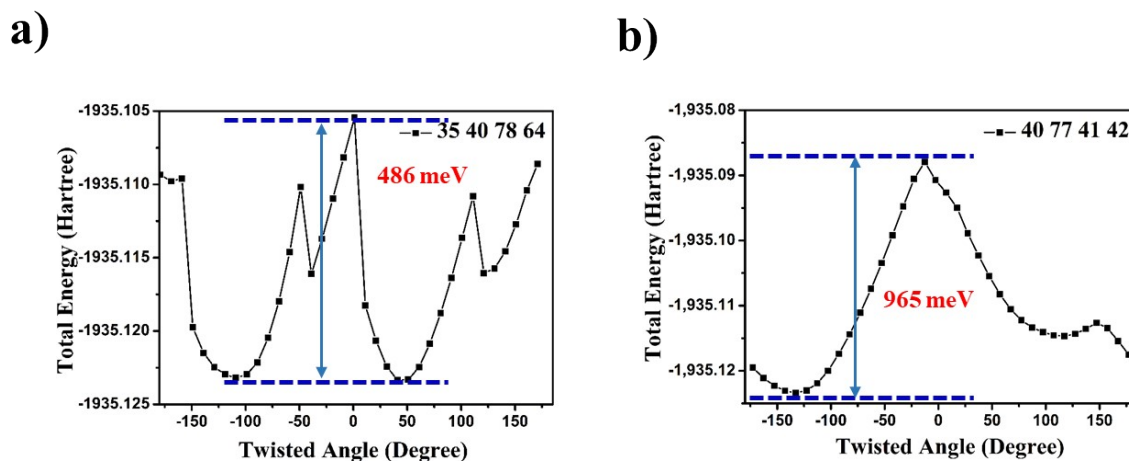 a)
-1935.105
-1935.110
-1935.115
-1935.120
-1935.125
Total Energy (Hartree)
35 40 78 64
486 meV
-150 -100 -50 0 50 100 150
Twisted Angle (Degree)
b)
-1,935.08
-1,935.09
-1,935.10
-1,935.11
-1,935.12
Total Energy (Hartree)
40 77 41 42
965 meV
-150 -100 -50 0 50 100 150
Twisted Angle (Degree)